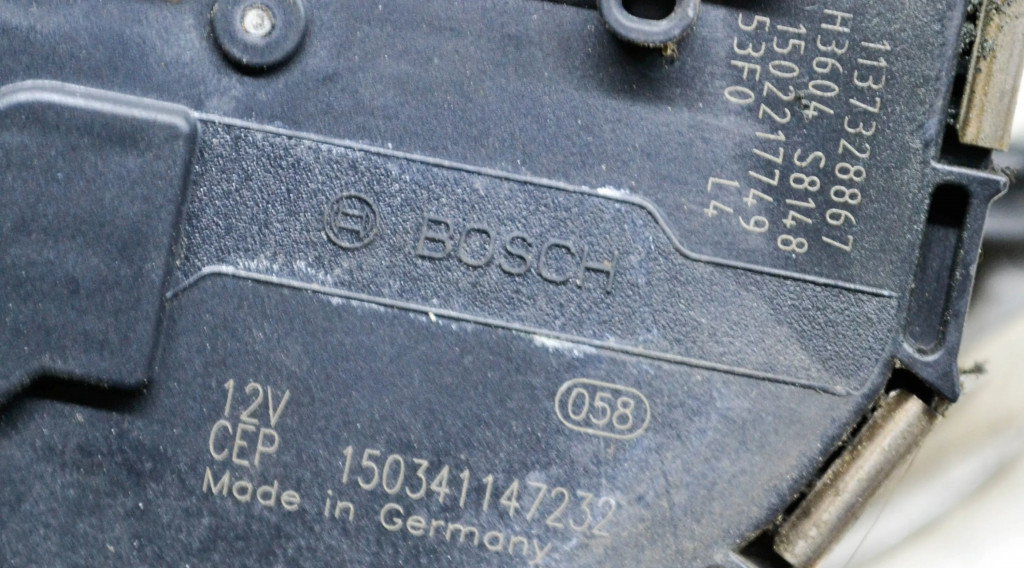 1137328867
H3604 S8148
1502217749
53F0 L4
BOSCH
058
12V
CEP 150341147232
Made in Germany